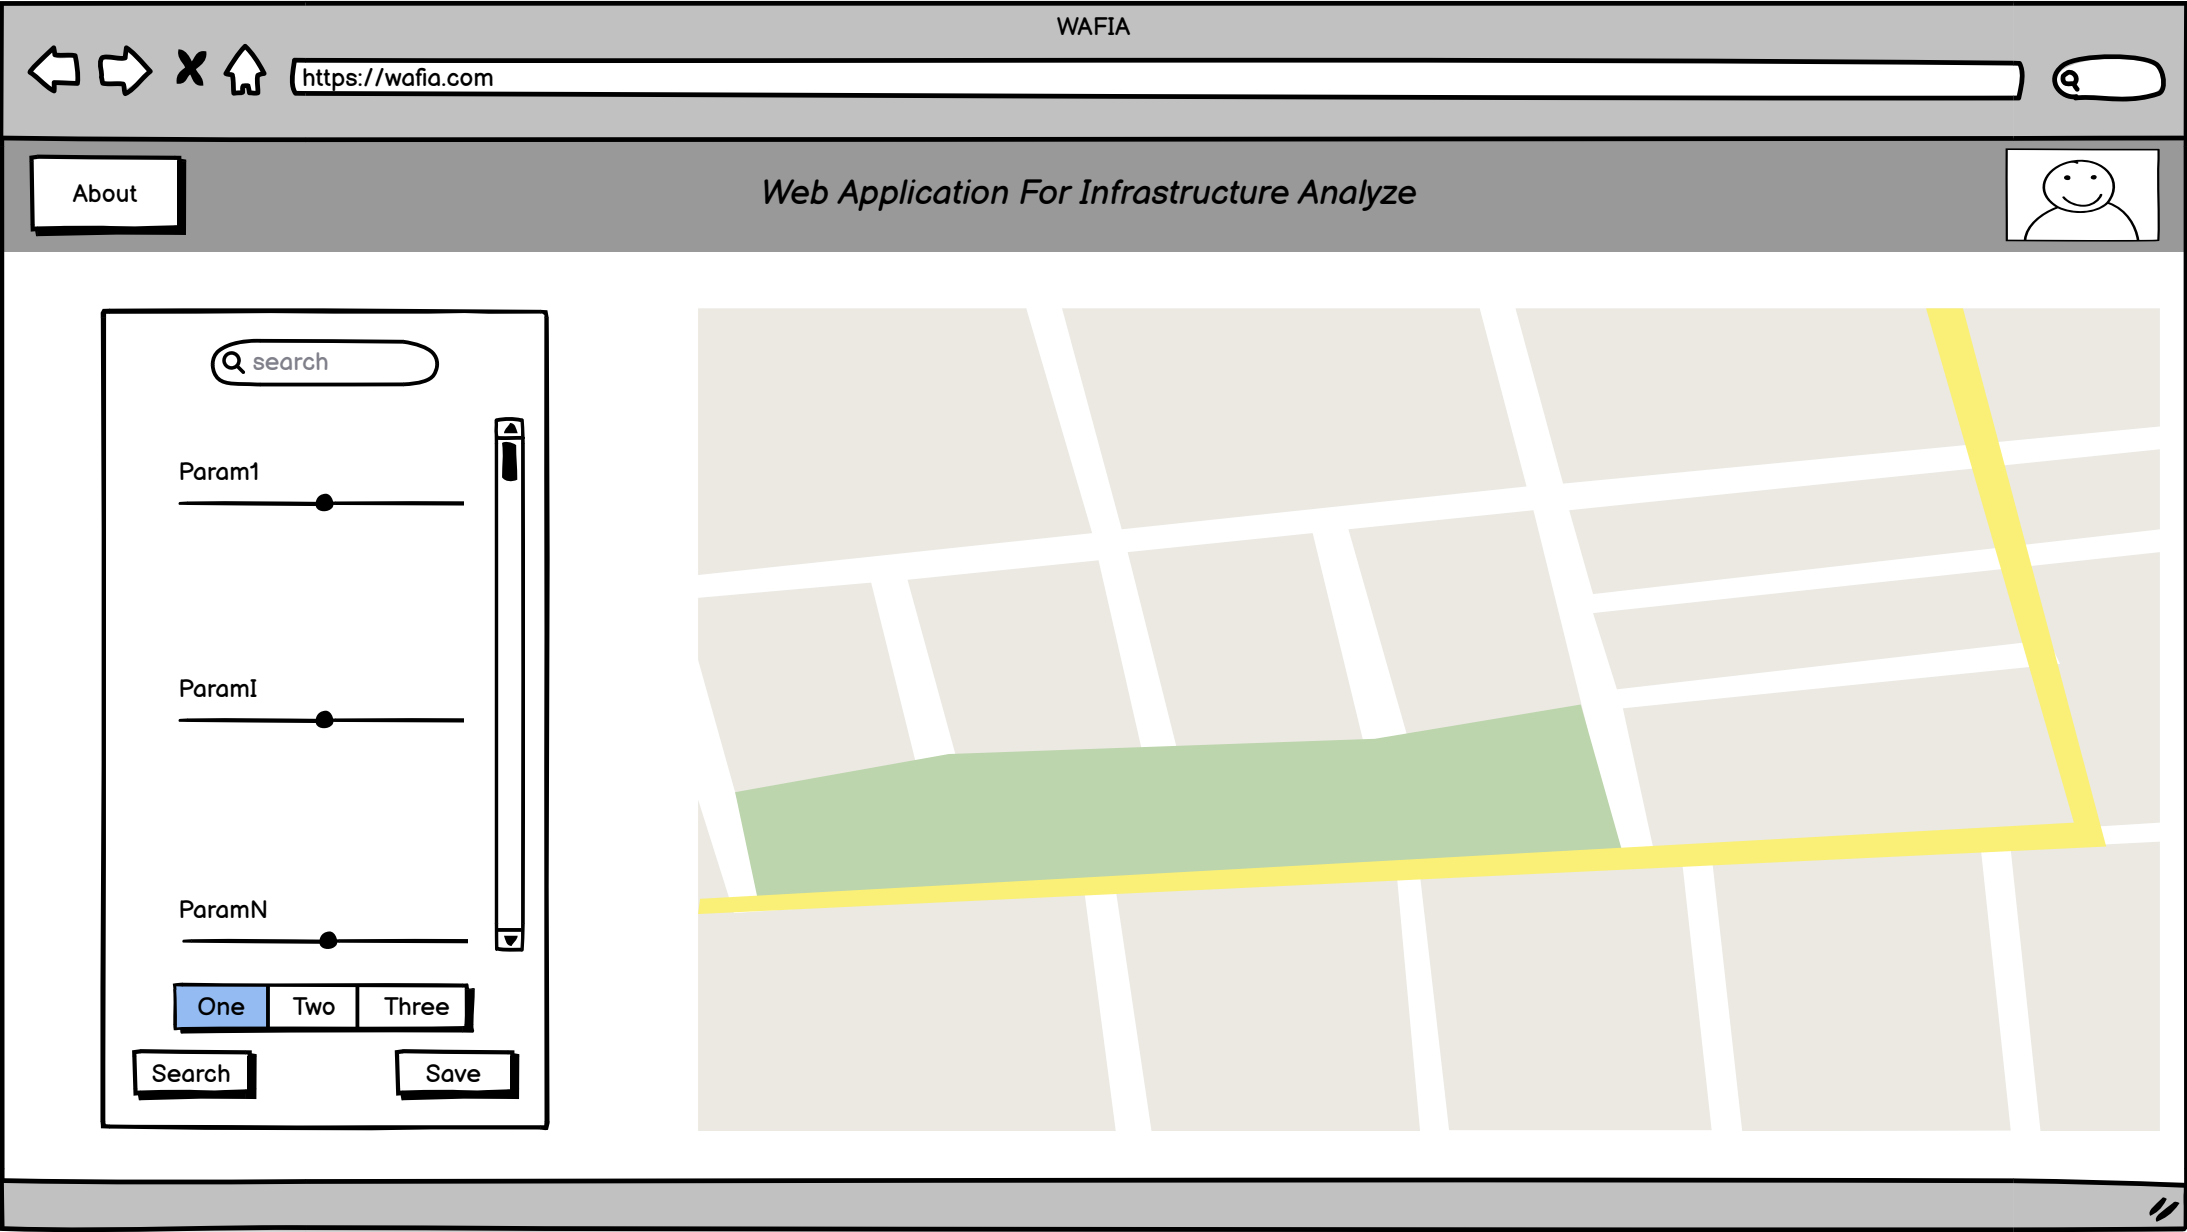 WAFIA
https://wafia.com
About
Web Application For Infrastructure Analyze
search
Param1
ParamI
ParamN
One Two Three
Search Save